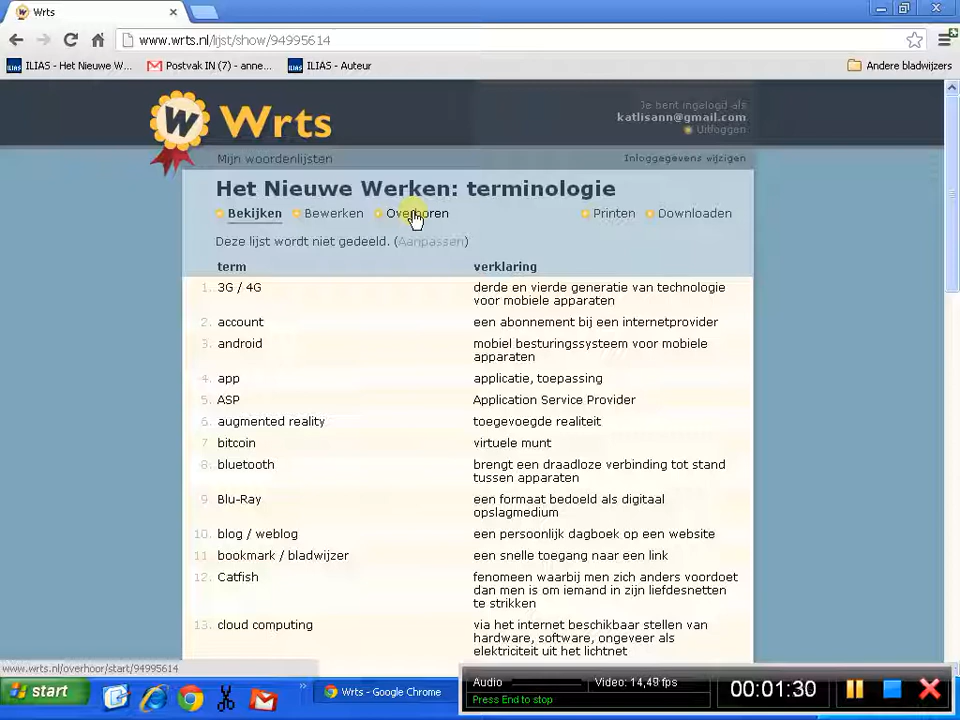 Wrts
www.wrts.nl/lijst/show/94995614
ILIAS - Het Nieuwe W... Postvak IN (7) - anne... ILIAS - Auteur Andere bladwijzers
W Wrts
Je bent ingelogd als
katlisann@gmail.com
Uitloggen
Mijn woordenlijsten Inloggegevens wijzigen
Het Nieuwe Werken: terminologie
Bekijken Bewerken Overhoren Printen Downloaden
Deze lijst wordt niet gedeeld. (Aanpassen)
term verklaring
1. 3G / 4G derde en vierde generatie van technologie
voor mobiele apparaten
2. account een abonnement bij een internetprovider
3. android mobiel besturingssysteem voor mobiele
apparaten
4. app applicatie, toepassing
5. ASP Application Service Provider
6. augmented reality toegevoegde realiteit
7 bitcoin virtuele munt
8. bluetooth brengt een draadloze verbinding tot stand
tussen apparaten
9 Blu-Ray een formaat bedoeld als digitaal
opslagmedium
10. blog / weblog een persoonlijk dagboek op een website
11 bookmark / bladwijzer een snelle toegang naar een link
12. Catfish fenomeen waarbij men zich anders voordoet
dan men is om iemand in zijn liefdesnetten
te strikken
13. cloud computing via het internet beschikbaar stellen van
hardware, software, ongeveer als
elektriciteit uit het lichtnet
www.wrts.nl/overhoor/start/94995614
start Wrts - Google Chrome
Audio Video: 14,49 fps
Press End to stop
00:01:30